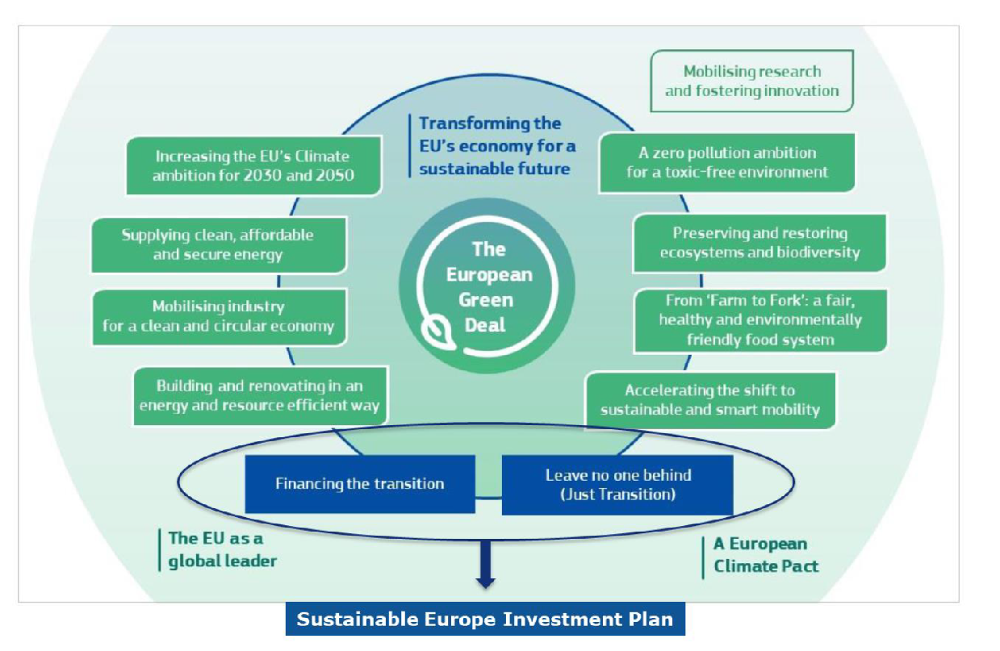 Mobilising research
and fostering innovation
Transforming the
EU's economy for a
sustainable future
Increasing the EU's Climate
ambition for 2030 and 2050
A zero pollution ambition
for a toxic-free environment
Supplying clean, affordable
and secure energy
Preserving and restoring
ecosystems and biodiversity
The
European
Green
Deal
Mobilising industry
for a clean and circular economy
From ‘Farm to Fork’: a fair,
healthy and environmentally
friendly food system
Building and renovating in an
energy and resource efficient way
Accelerating the shift to
sustainable and smart mobility
Financing the transition
Leave no one behind
(Just Transition)
The EU as a
global leader
A European
Climate Pact
Sustainable Europe Investment Plan